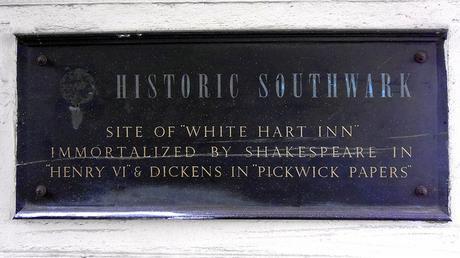 HISTORIC SOUTHWARK
SITE OF "WHITE HART INN"
IMMORTALIZED BY SHAKESPEARE IN
"HENRY VI" & DICKENS IN "PICKWICK PAPERS"